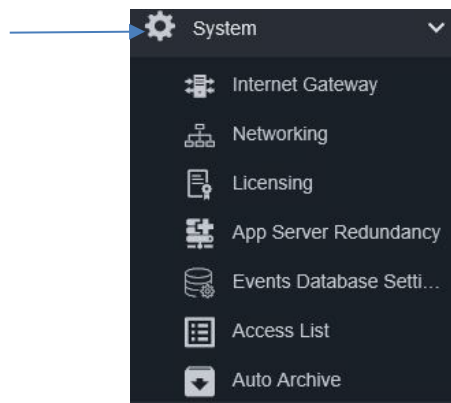 System
Internet Gateway
Networking
Licensing
App Server Redundancy
Events Database Setti...
Access List
Auto Archive